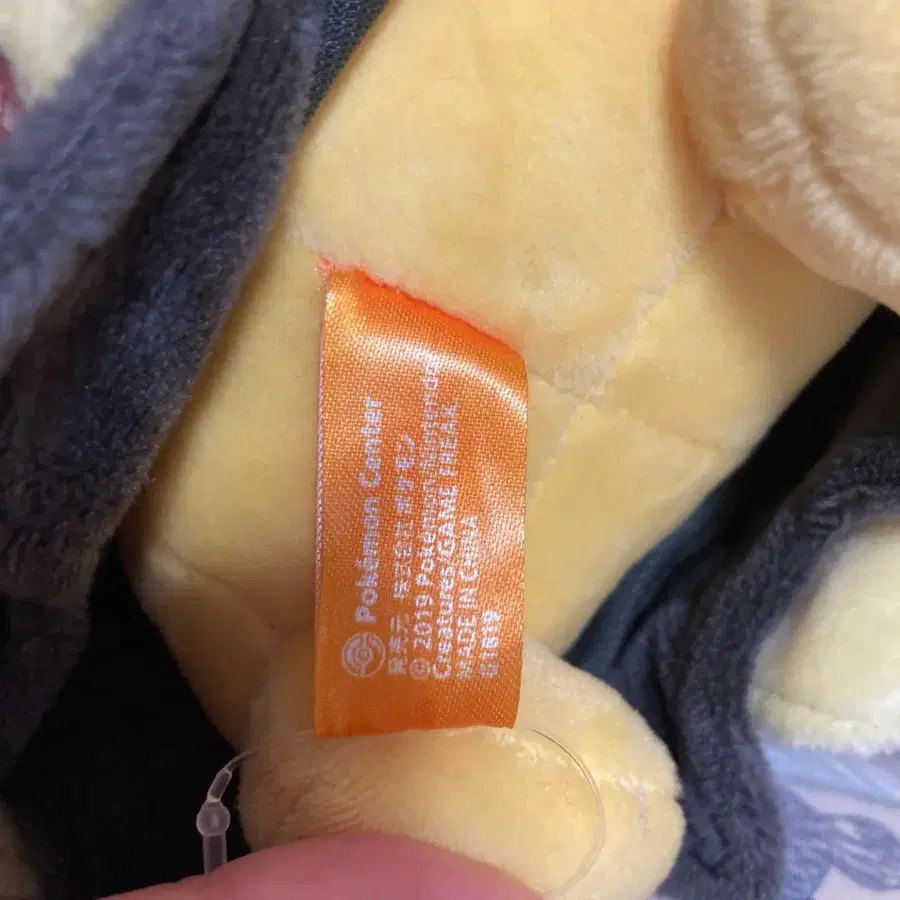 Pokémon Center
発売元 株式会社ポケモン
© 2019 Pokémon/Nintendo/
Creatures/GAME FREAK
MADE IN CHINA
G1819